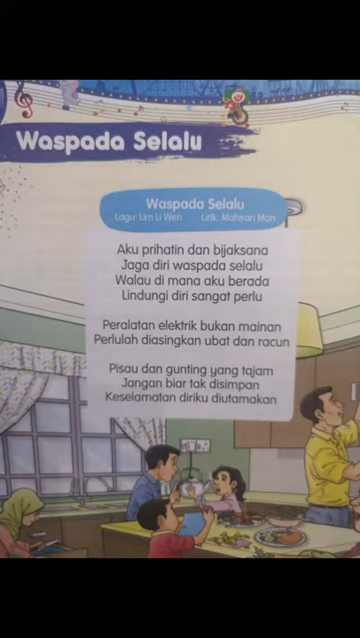 Waspada Selalu
Waspada Selalu
Lagu: Lim Li Wen Lirik: Mahiran Man
Aku prihatin dan bijaksana
Jaga diri waspada selalu
Walau di mana aku berada
Lindungi diri sangat perlu
Peralatan elektrik bukan mainan
Perlulah diasingkan ubat dan racun
Pisau dan gunting yang tajam
Jangan biar tak disimpan
Keselamatan diriku diutamakan